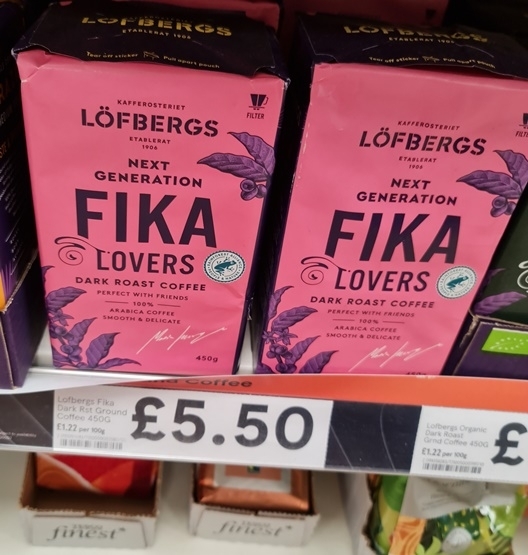 LÖFBERGS
ETABLERAT 1906
Tear off sticker
Pull apart pouch
KAFFEROSTERIET
LÖFBERGS
ETABLERAT
1906
FILTER
NEXT
GENERATION
FIKA
LOVERS
DARK ROAST COFFEE
PERFECT WITH FRIENDS
100%
ARABICA COFFEE
SMOOTH & DELICATE
450g
LÖFBERGS
ETABLERAT 1906
Tear off sticker
Pull apart pouch
KAFFEROSTERIET
LÖFBERGS
ETABLERAT
1906
NEXT
GENERATION
FIKA
LOVERS
DARK ROAST COFFEE
PERFECT WITH FRIENDS
100%
ARABICA COFFEE
SMOOTH & DELICATE
Coffee
Lofbergs Fika
Dark Rst Ground
Coffee 450G
£1.22 per 100g
£5.50
Lofbergs Organic
Dark Roast
Grnd Coffee 450G
£1.22 per 100g
£
finest*
finest*